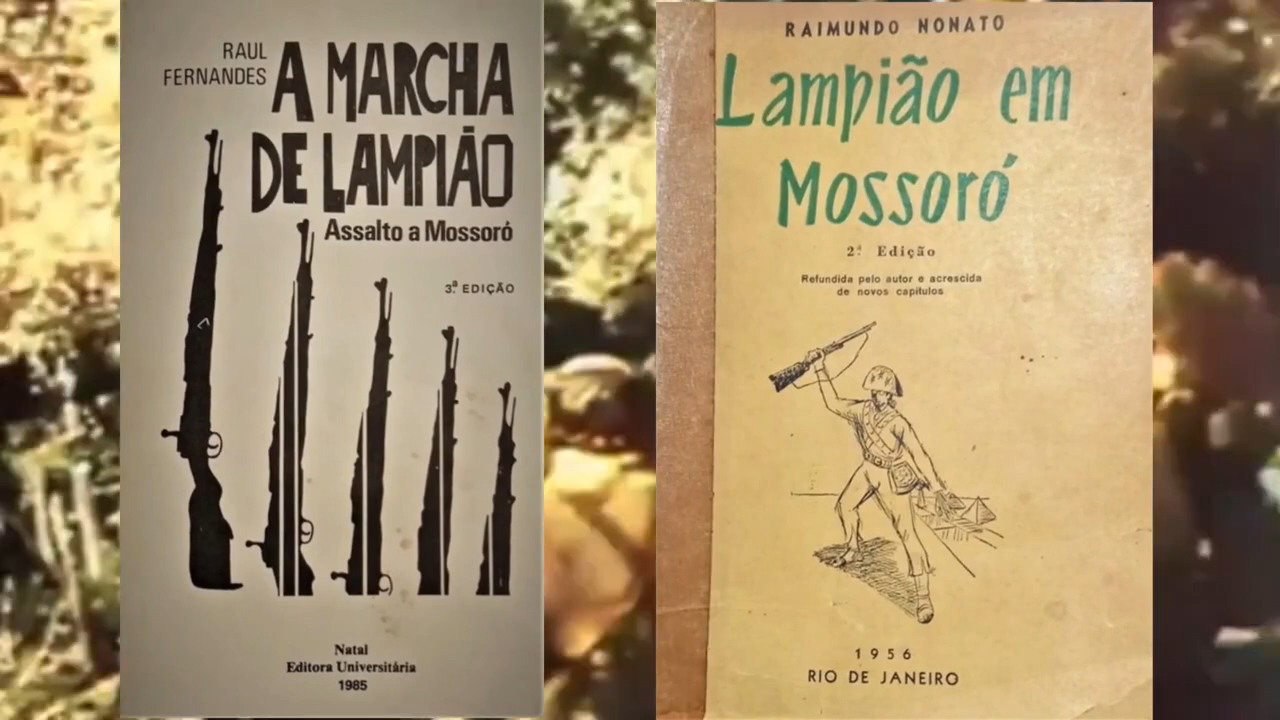 RAUL
FERNANDES
A MARCHA
DE LAMPIÃO
Assalto a Mossoró
3ª EDIÇÃO
Natal
Editora Universitária
1985
RAIMUNDO NONATO
Lampião em
Mossoró
2ª Edição
Refundida pelo autor e acrescida
de novos capítulos
1956
RIO DE JANEIRO